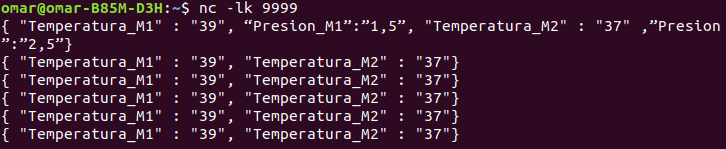 omar@omar-B85M-D3H:~$ nc -lk 9999
{ "Temperatura_M1" : "39", “Presion_M1”:”1,5”, "Temperatura_M2" : "37" ,”Presion
”:”2,5”}
{ "Temperatura_M1" : "39", "Temperatura_M2" : "37"}
{ "Temperatura_M1" : "39", "Temperatura_M2" : "37"}
{ "Temperatura_M1" : "39", "Temperatura_M2" : "37"}
{ "Temperatura_M1" : "39", "Temperatura_M2" : "37"}
{ "Temperatura_M1" : "39", "Temperatura_M2" : "37"}